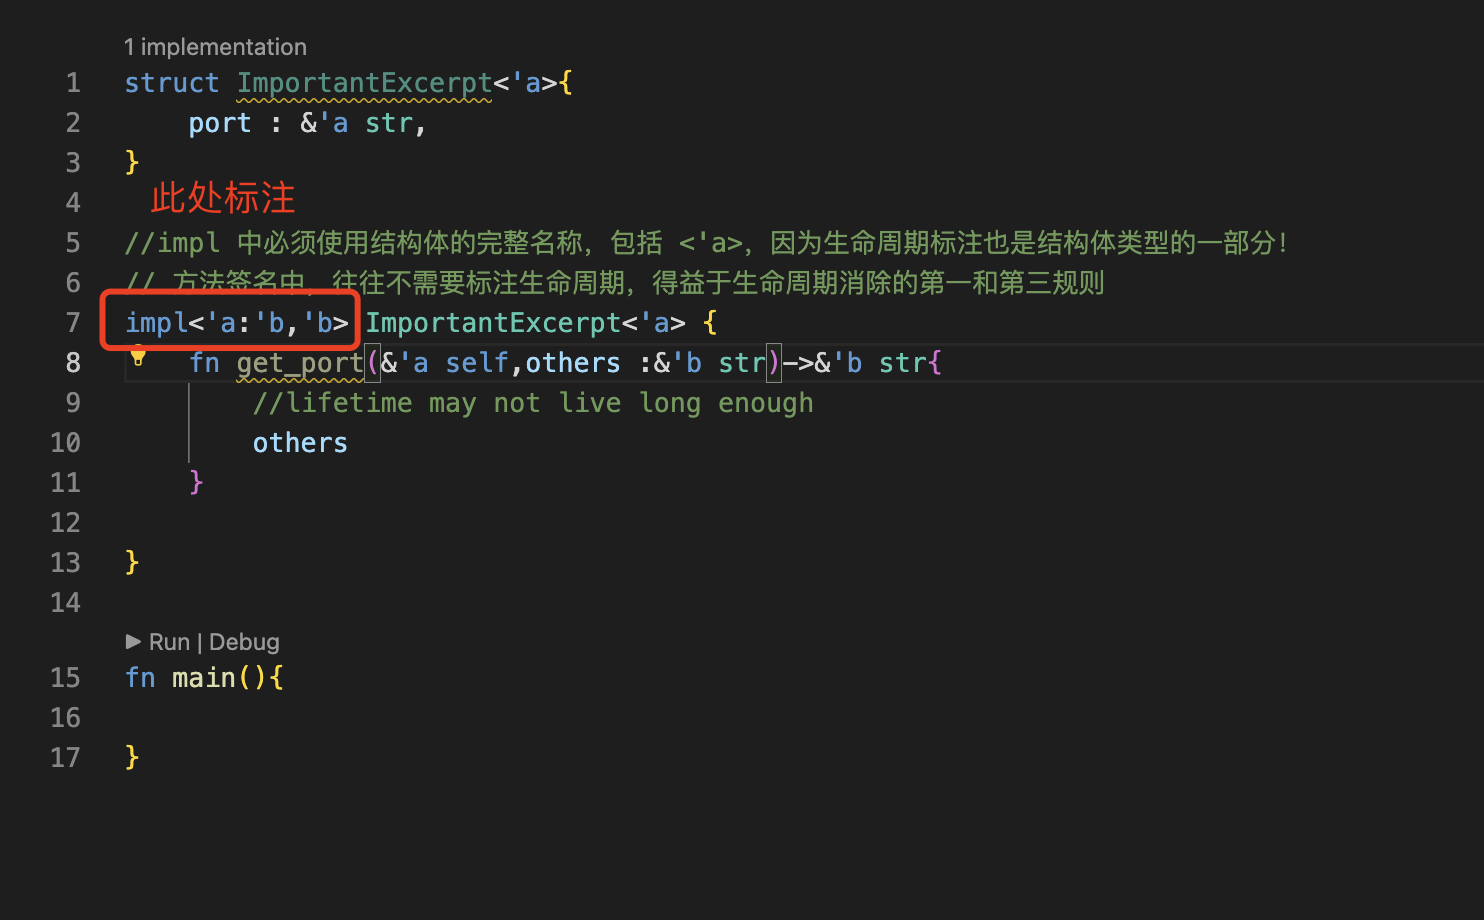 1 implementation
1 struct ImportantExcerpt<'a>{
2 port : &'a str,
3 }
4 此处标注
5 //impl 中必须使用结构体的完整名称，包括 <'a>，因为生命周期标注也是结构体类型的一部分！
6 // 方法签名中，往往不需要标注生命周期，得益于生命周期消除的第一和第三规则
7 impl<'a:'b,'b> ImportantExcerpt<'a> {
8 fn get_port(&'a self,others :&'b str)->&'b str{
9 //lifetime may not live long enough
10 others
11 }
12
13 }
14
Run | Debug
15 fn main(){
16
17 }